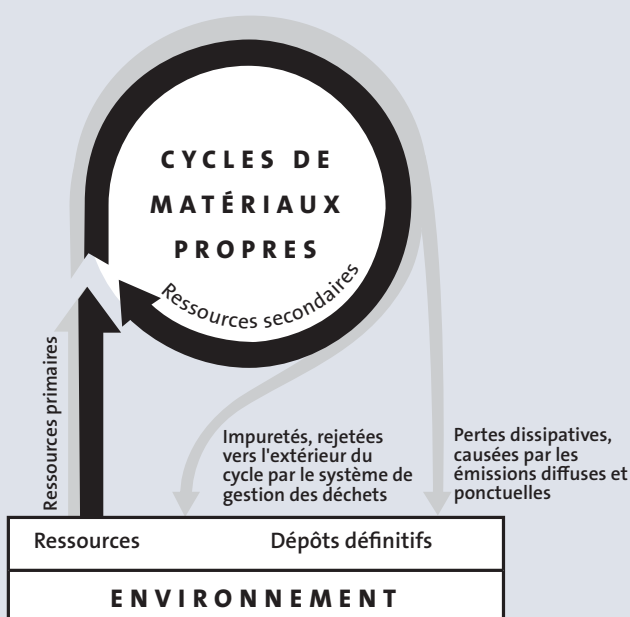 CYCLES DE
MATÉRIAUX
PROPRES
Ressources secondaires
Ressources primaires
Impuretés, rejetées
vers l'extérieur du
cycle par le système de
gestion des déchets
Pertes dissipatives,
causées par les
émissions diffuses et
ponctuelles
Ressources
Dépôts définitifs
ENVIRONNEMENT